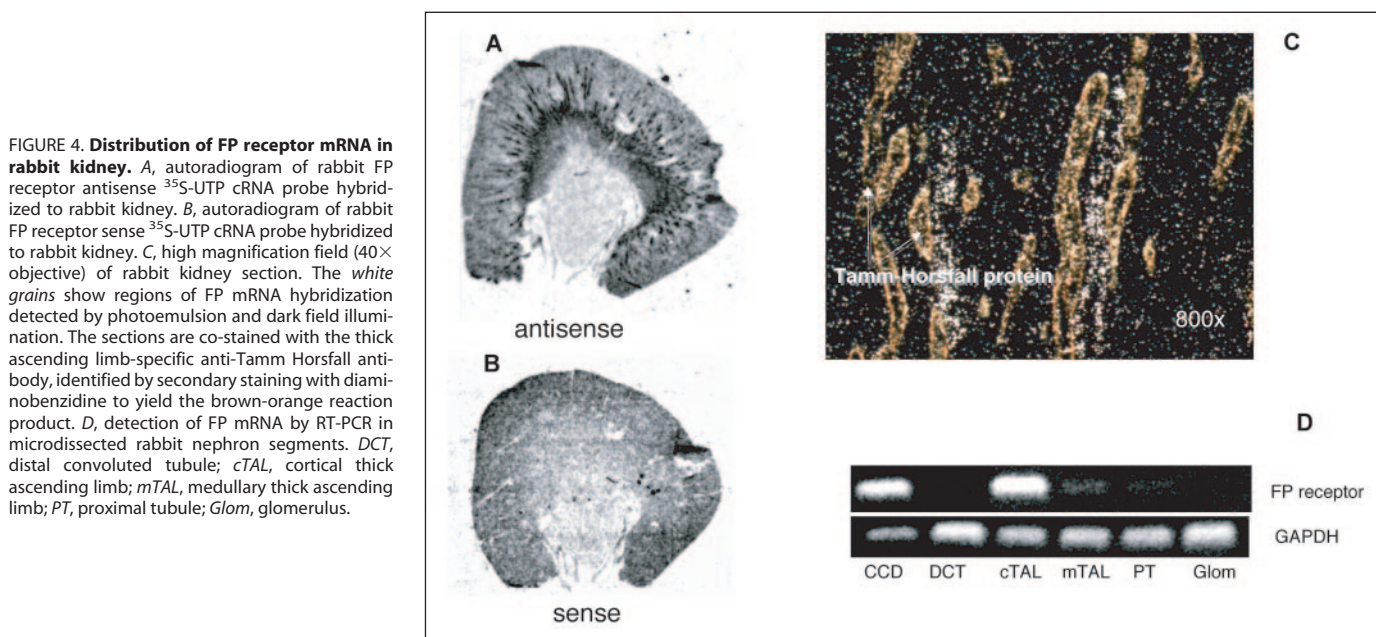 FIGURE 4. Distribution of FP receptor mRNA in
rabbit kidney. A, autoradiogram of rabbit FP
receptor antisense ³⁵S-UTP cRNA probe hybrid-
ized to rabbit kidney. B, autoradiogram of rabbit
FP receptor sense ³⁵S-UTP cRNA probe hybridized
to rabbit kidney. C, high magnification field (40×
objective) of rabbit kidney section. The white
grains show regions of FP mRNA hybridization
detected by photoemulsion and dark field illumi-
nation. The sections are co-stained with the thick
ascending limb-specific anti-Tamm Horsfall anti-
body, identified by secondary staining with diami-
nobenzidine to yield the brown-orange reaction
product. D, detection of FP mRNA by RT-PCR in
microdissected rabbit nephron segments. DCT,
distal convoluted tubule; cTAL, cortical thick
ascending limb; mTAL, medullary thick ascending
limb; PT, proximal tubule; Glom, glomerulus.
A
antisense
B
sense
C
Tamm Horsfall protein
800x
D
FP receptor
GAPDH
CCD DCT cTAL mTAL PT Glom